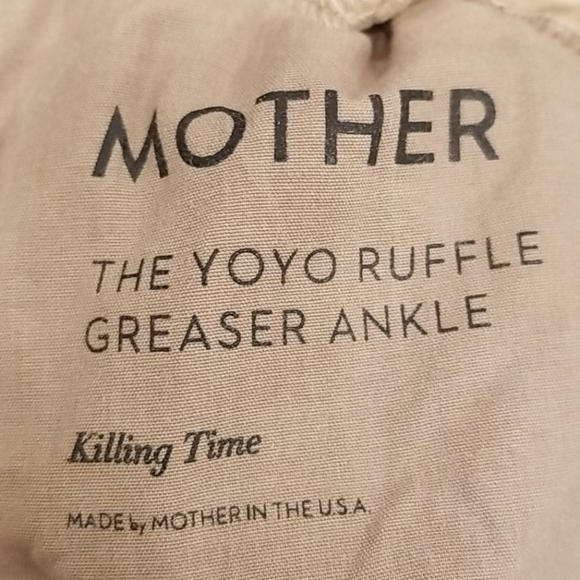 MOTHER
THE YOYO RUFFLE
GREASER ANKLE
Killing Time
MADE by MOTHER IN THE U.S.A.